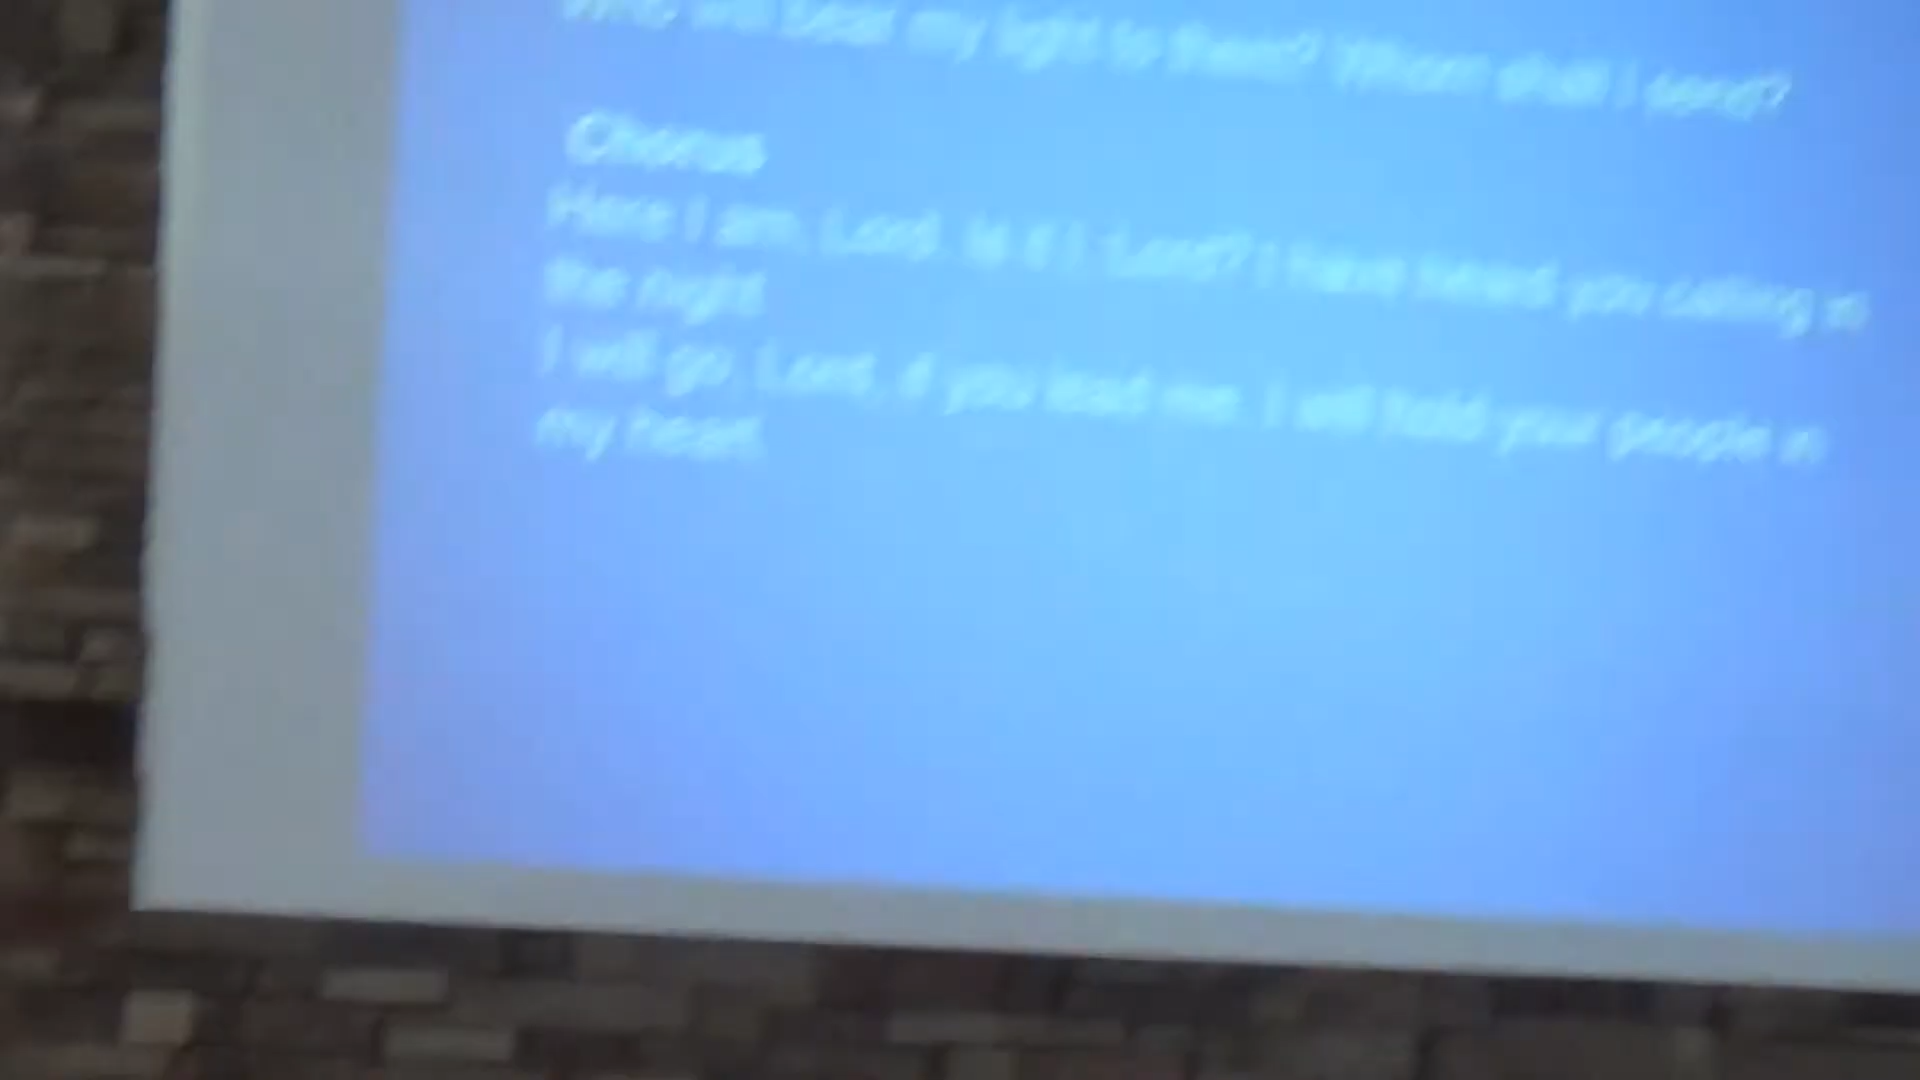 Who will bear my light to them? Whom shall I send?
Chorus
Here I am, Lord. Is it I, Lord? I have heard you calling in
the night
I will go, Lord, if you lead me. I will hold your people in
my heart.